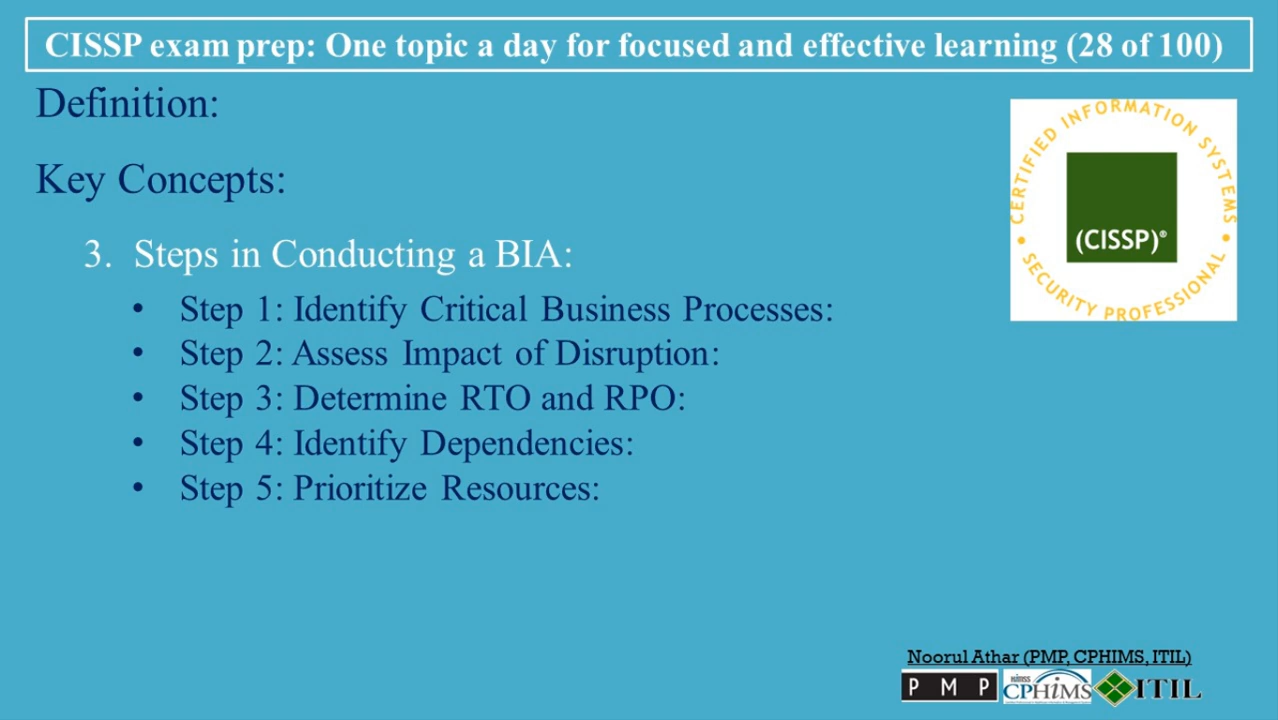 CISSP exam prep: One topic a day for focused and effective learning (28 of 100)
Definition:
Key Concepts:
3. Steps in Conducting a BIA:
• Step 1: Identify Critical Business Processes:
• Step 2: Assess Impact of Disruption:
• Step 3: Determine RTO and RPO:
• Step 4: Identify Dependencies:
• Step 5: Prioritize Resources:
CERTIFIED INFORMATION SYSTEMS
(CISSP)®
• SECURITY PROFESSIONAL •
Noorul Athar (PMP, CPHIMS, ITIL)
PMP
HIMSS
CPHIMS
ITIL